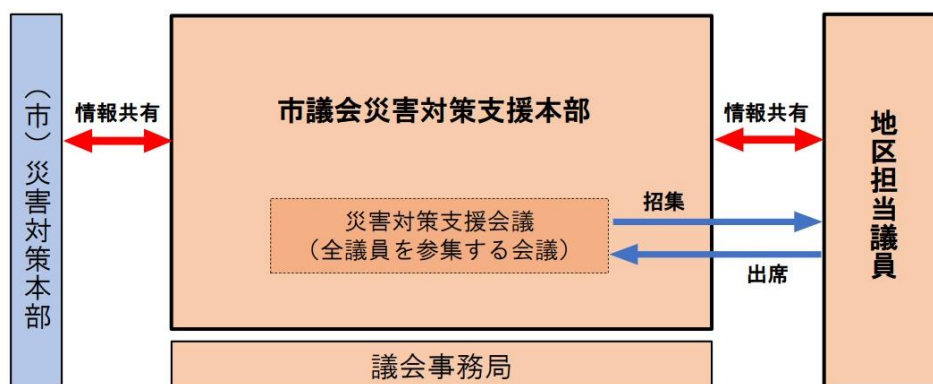 （市）災害対策本部
情報共有
市議会災害対策支援本部
情報共有
災害対策支援会議
（全議員を参集する会議）
招集
出席
地区担当議員
議会事務局